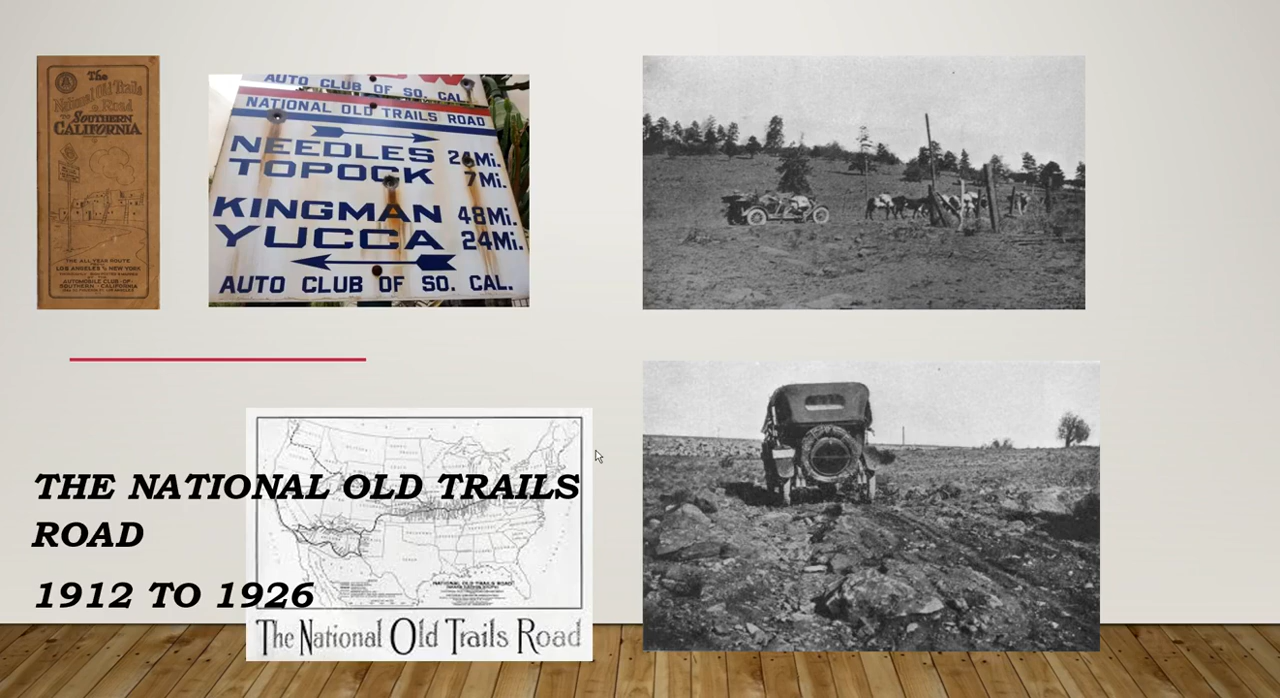 The
National Old Trails
Road
TO SOUTHERN
CALIFORNIA
THE ALL YEAR ROUTE
LOS ANGELES TO NEW YORK
AUTOMOBILE CLUB OF
SOUTHERN CALIFORNIA
AUTO CLUB OF SO. CAL.
NATIONAL OLD TRAILS ROAD
NEEDLES 24Mi.
TOPOCK 7Mi.
KINGMAN 48Mi.
YUCCA 24Mi.
AUTO CLUB OF SO. CAL.
THE NATIONAL OLD TRAILS
ROAD
1912 TO 1926
NATIONAL OLD TRAILS ROAD
The National Old Trails Road